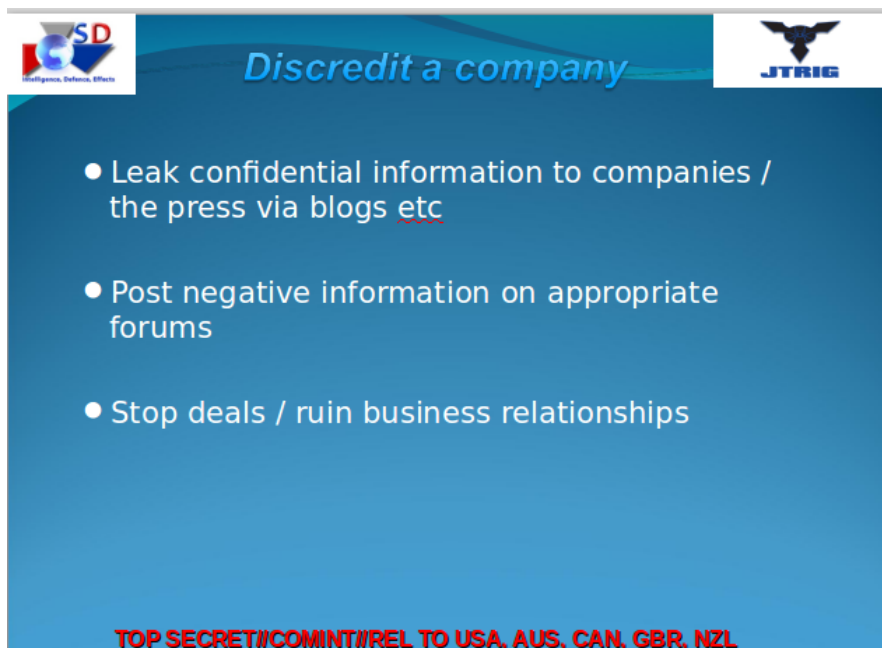 SD
Intelligence, Defence, Effects
Discredit a company
JTRIG
Leak confidential information to companies /
the press via blogs etc
Post negative information on appropriate
forums
Stop deals / ruin business relationships
TOP SECRET//COMINT//REL TO USA, AUS, CAN, GBR, NZL